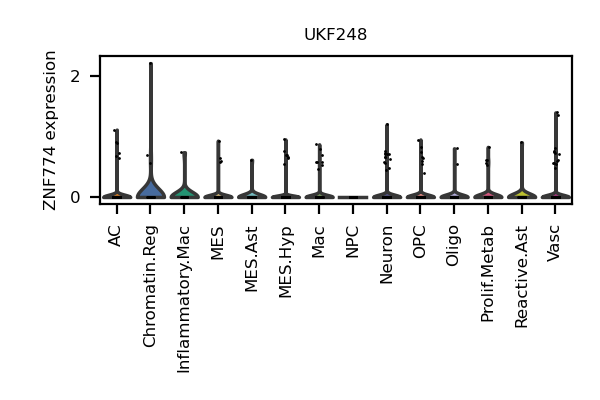 UKF248
ZNF774 expression
2
0
AC
Chromatin.Reg
Inflammatory.Mac
MES
MES.Ast
MES.Hyp
Mac
NPC
Neuron
OPC
Oligo
Prolif.Metab
Reactive.Ast
Vasc